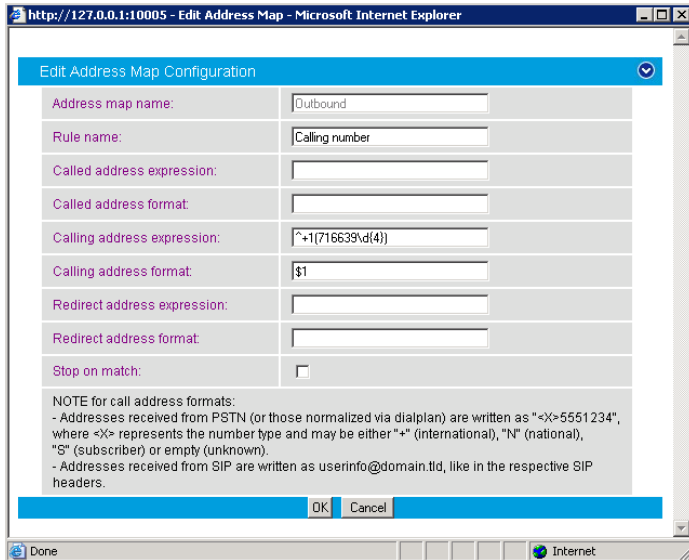 http://127.0.0.1:10005 - Edit Address Map - Microsoft Internet Explorer
Edit Address Map Configuration
Address map name: Outbound
Rule name: Calling number
Called address expression:
Called address format:
Calling address expression: ^+1(716639\d{4})
Calling address format: $1
Redirect address expression:
Redirect address format:
Stop on match:
NOTE for call address formats:
- Addresses received from PSTN (or those normalized via dialplan) are written as "<X>5551234",
where <X> represents the number type and may be either "+" (international), "N" (national),
"S" (subscriber) or empty (unknown).
- Addresses received from SIP are written as userinfo@domain.tld, like in the respective SIP
headers.
OK Cancel
Done Internet